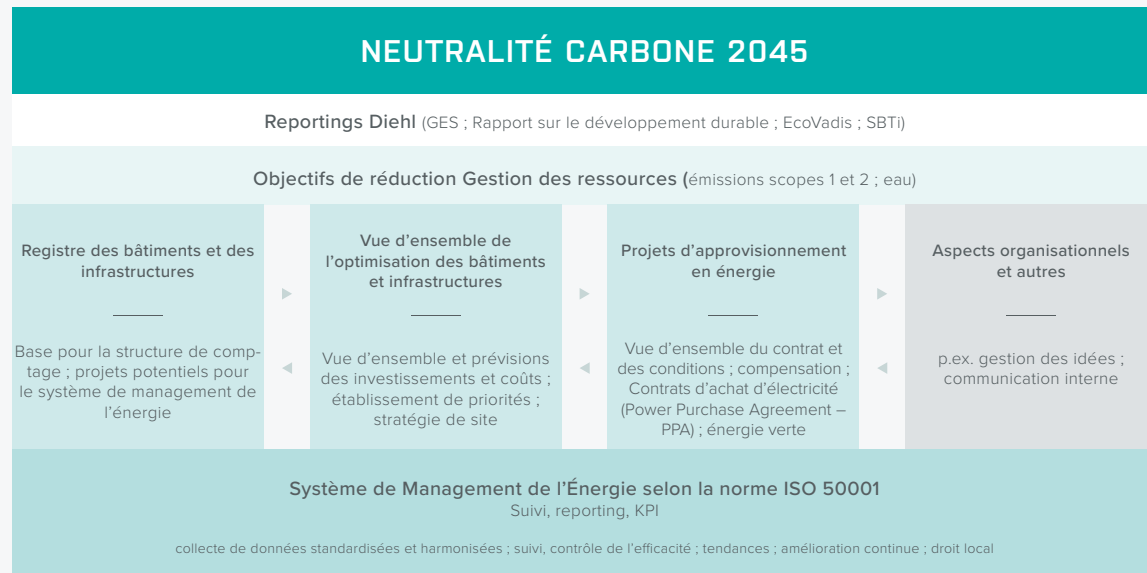 NEUTRALITÉ CARBONE 2045
Reportings Diehl (GES ; Rapport sur le développement durable ; EcoVadis ; SBTi)
Objectifs de réduction Gestion des ressources (émissions scopes 1 et 2 ; eau)
Registre des bâtiments et des
infrastructures
Base pour la structure de comp-
tage ; projets potentiels pour
le système de management de
l’énergie
Vue d’ensemble de
l’optimisation des bâtiments
et infrastructures
Vue d’ensemble et prévisions
des investissements et coûts ;
établissement de priorités ;
stratégie de site
Projets d’approvisionnement
en énergie
Vue d’ensemble du contrat et
des conditions ; compensation ;
Contrats d’achat d’électricité
(Power Purchase Agreement –
PPA) ; énergie verte
Aspects organisationnels
et autres
p.ex. gestion des idées ;
communication interne
Système de Management de l’Énergie selon la norme ISO 50001
Suivi, reporting, KPI
collecte de données standardisées et harmonisées ; suivi, contrôle de l’efficacité ; tendances ; amélioration continue ; droit local